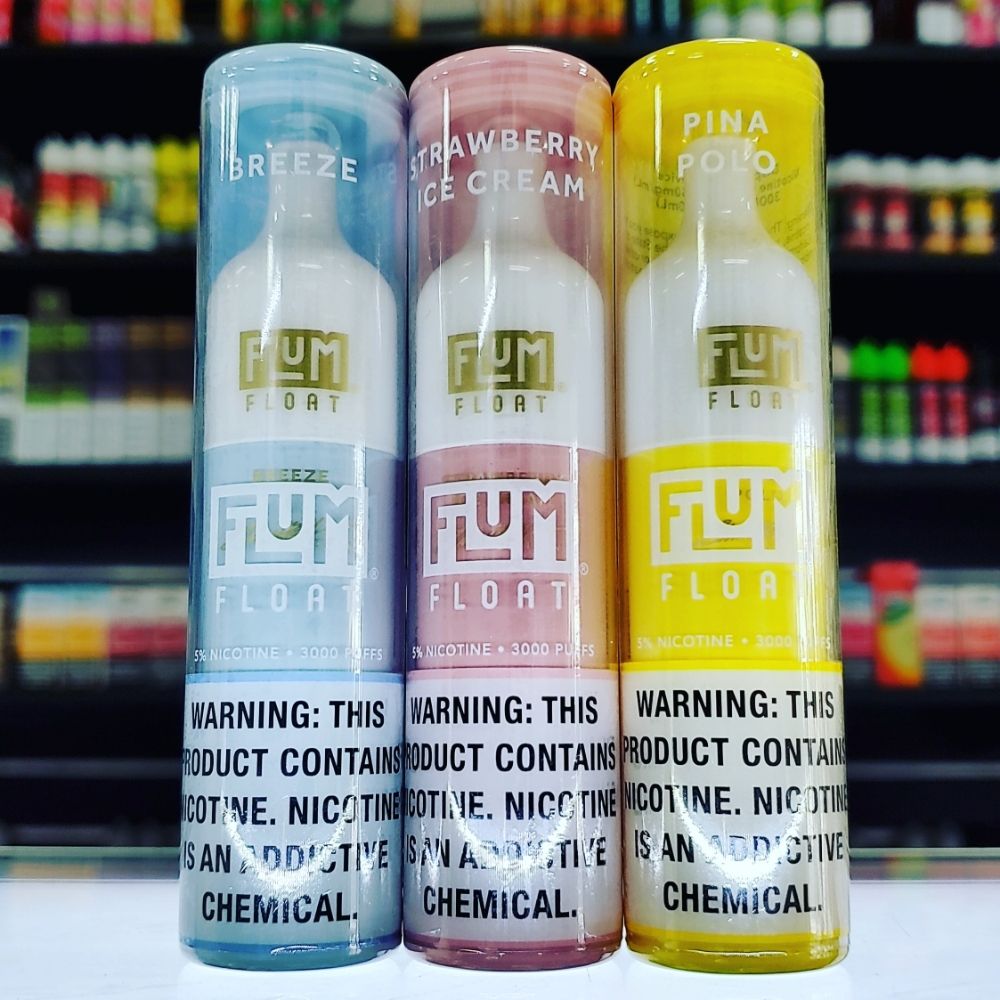 BREEZE
FLUM
FLOAT
BREEZE
FLUM
FLOAT
5% NICOTINE • 3000 PUFFS
WARNING: THIS
PRODUCT CONTAINS
NICOTINE. NICOTINE
IS AN ADDICTIVE
CHEMICAL.
STRAWBERRY
ICE CREAM
FLUM
FLOAT
FLUM
FLOAT
5% NICOTINE • 3000 PUFFS
WARNING: THIS
PRODUCT CONTAINS
NICOTINE. NICOTINE
IS AN ADDICTIVE
CHEMICAL.
PINA
POLO
FLUM
FLOAT
FLUM
FLOAT
5% NICOTINE • 3000 PUFFS
WARNING: THIS
PRODUCT CONTAINS
NICOTINE. NICOTINE
IS AN ADDICTIVE
CHEMICAL.